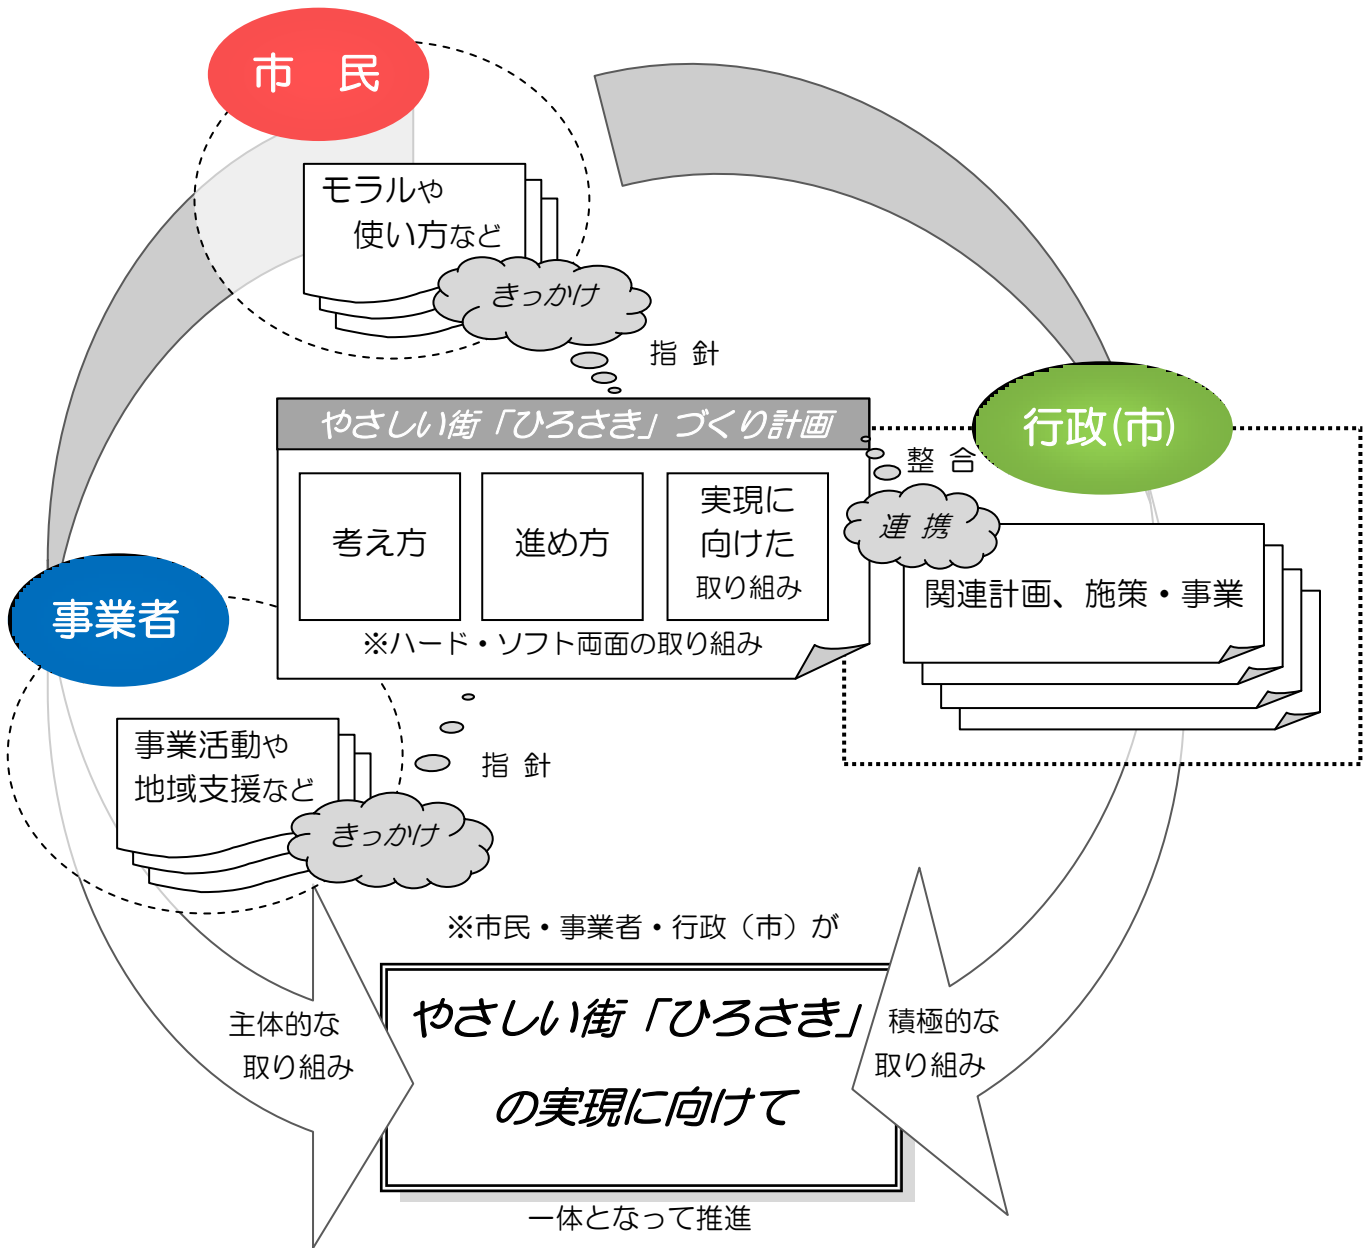 市　民
モラルや
使い方など
きっかけ
指 針
やさしい街「ひろさき」づくり計画
考え方
進め方
実現に
向けた
取り組み
※ハード・ソフト両面の取り組み
行政(市)
整 合
連 携
関連計画、施策・事業
事業者
事業活動や
地域支援など
きっかけ
指 針
※市民・事業者・行政（市）が
やさしい街「ひろさき」
の実現に向けて
一体となって推進
主体的な
取り組み
積極的な
取り組み